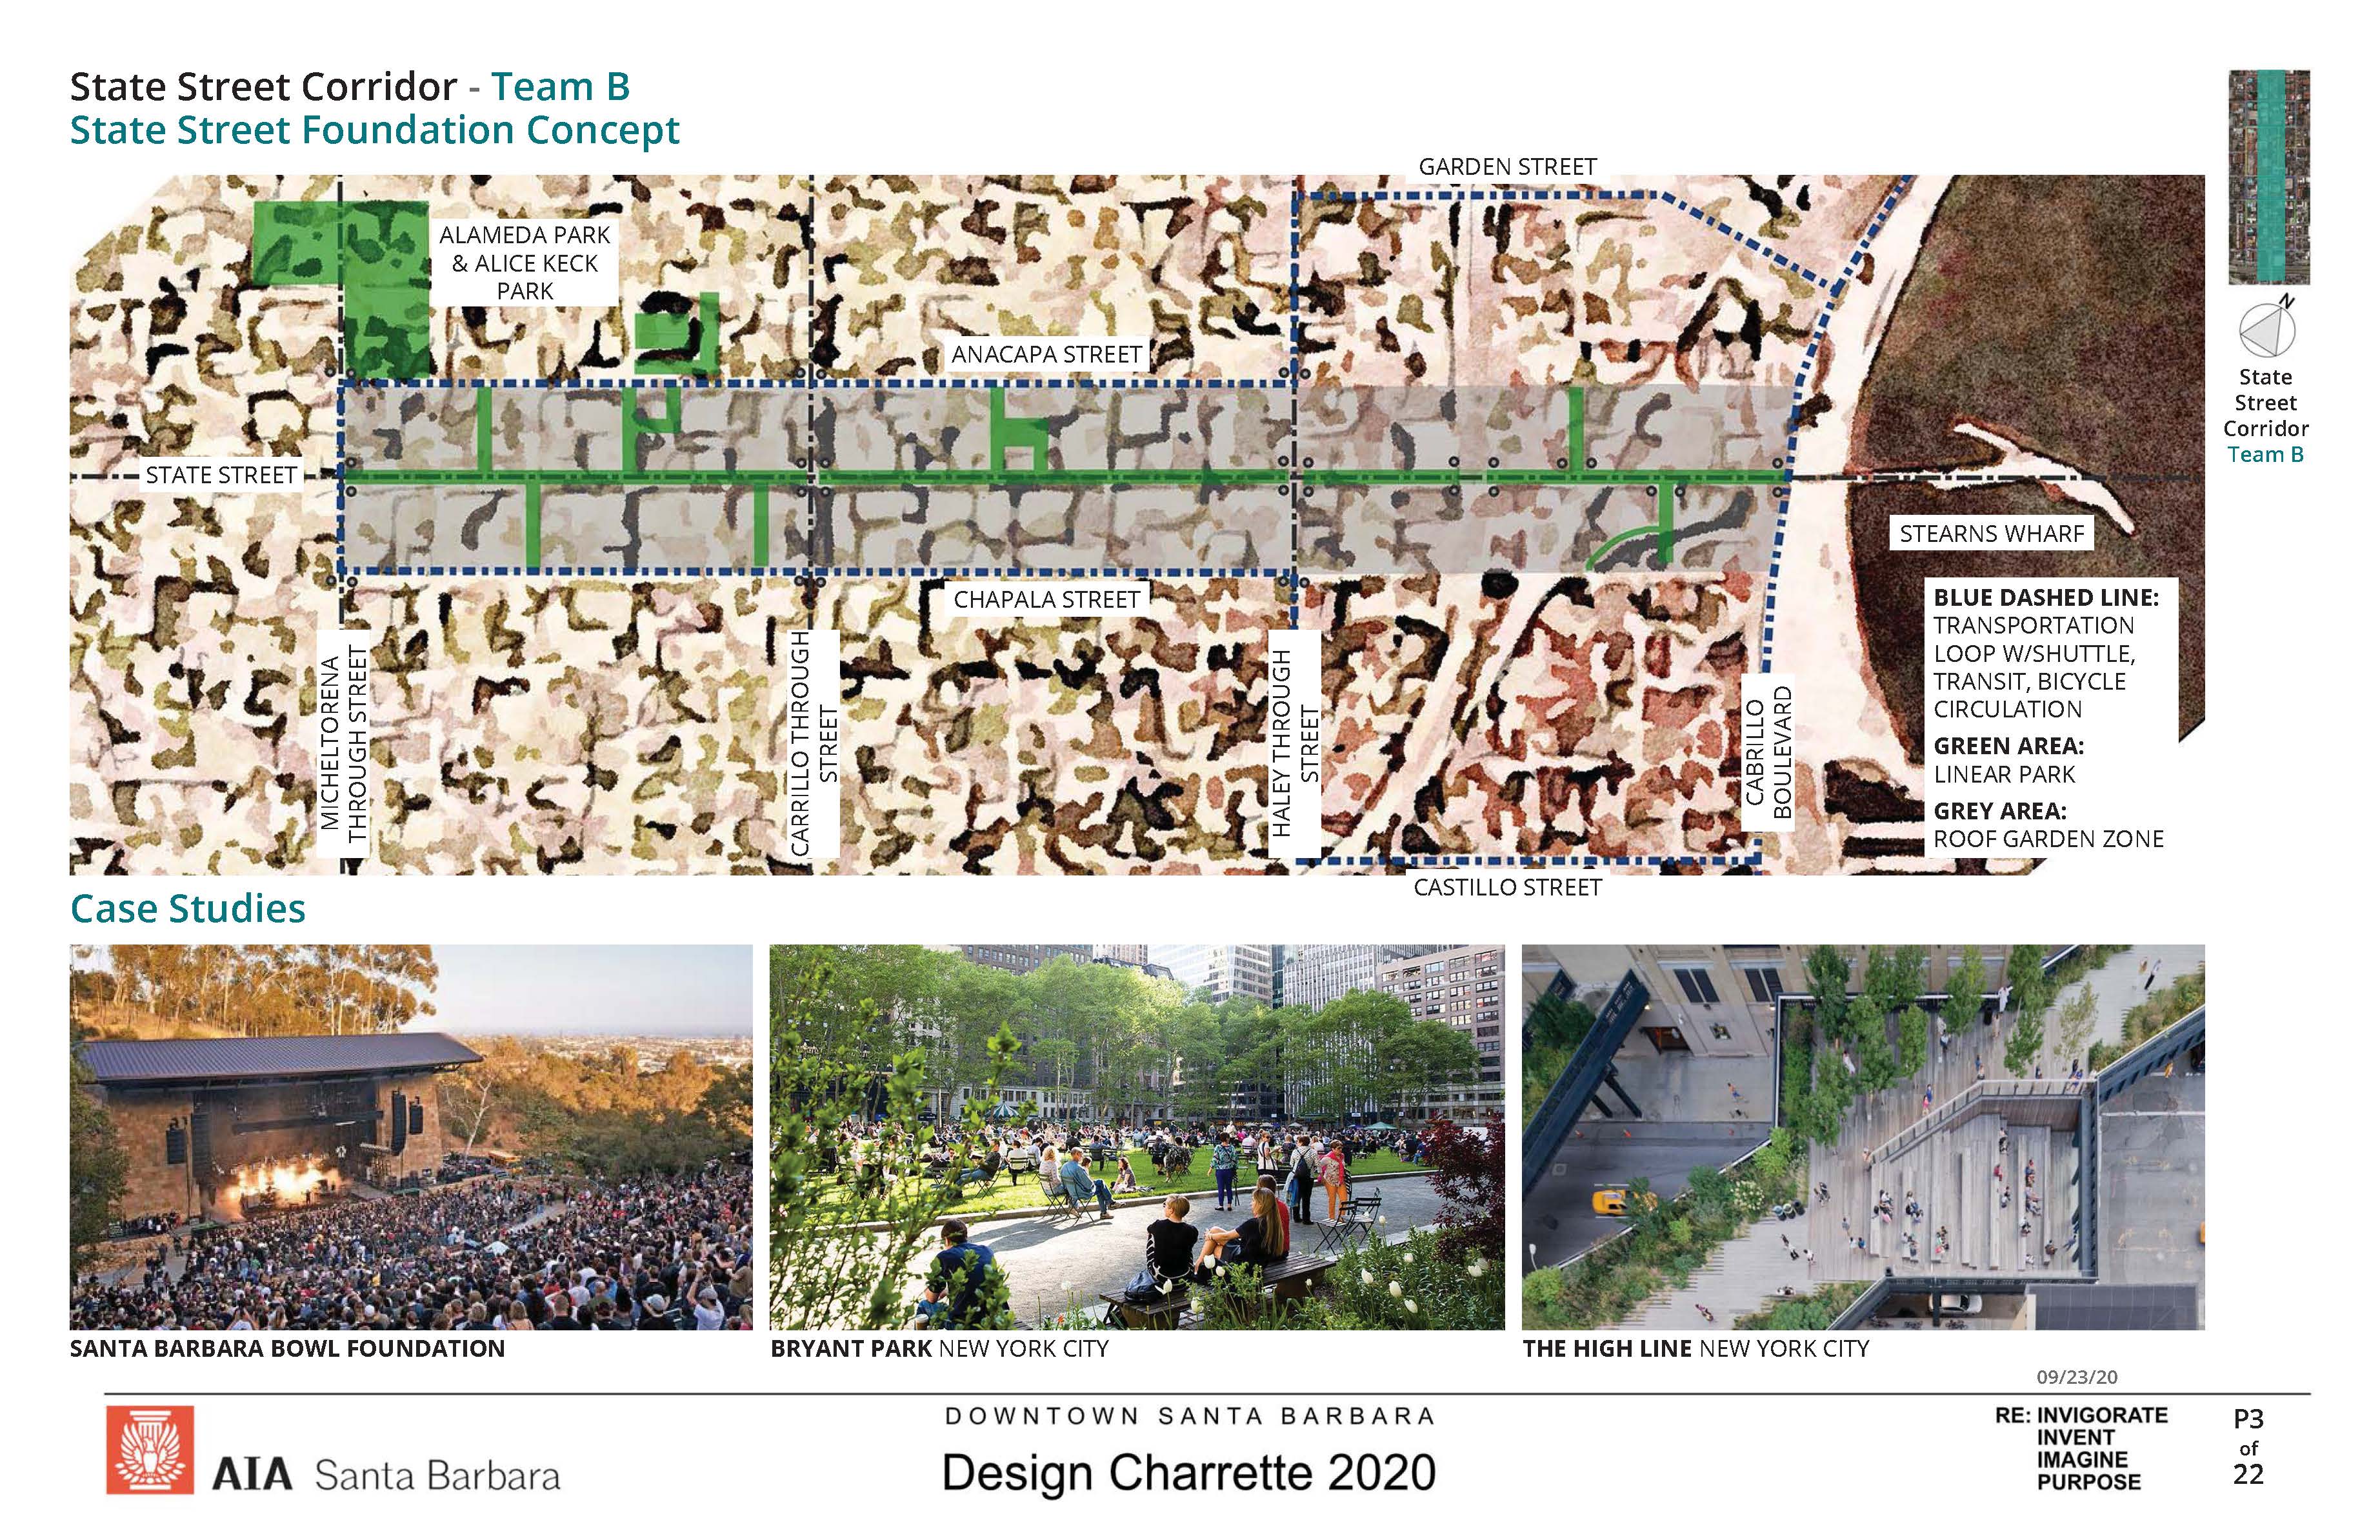 State Street Corridor - Team B
State Street Foundation Concept
GARDEN STREET
ALAMEDA PARK
& ALICE KECK
PARK
ANACAPA STREET
STATE STREET
CHAPALA STREET
STEARNS WHARF
MICHELTORENA
THROUGH STREET
CARRILLO THROUGH
STREET
HALEY THROUGH
STREET
CABRILLO
BOULEVARD
CASTILLO STREET
BLUE DASHED LINE:
TRANSPORTATION
LOOP W/SHUTTLE,
TRANSIT, BICYCLE
CIRCULATION
GREEN AREA:
LINEAR PARK
GREY AREA:
ROOF GARDEN ZONE
N
State
Street
Corridor
Team B
Case Studies
SANTA BARBARA BOWL FOUNDATION
BRYANT PARK NEW YORK CITY
THE HIGH LINE NEW YORK CITY
09/23/20
AIA Santa Barbara
DOWNTOWN SANTA BARBARA
Design Charrette 2020
RE: INVIGORATE
INVENT
IMAGINE
PURPOSE
P3
of
22